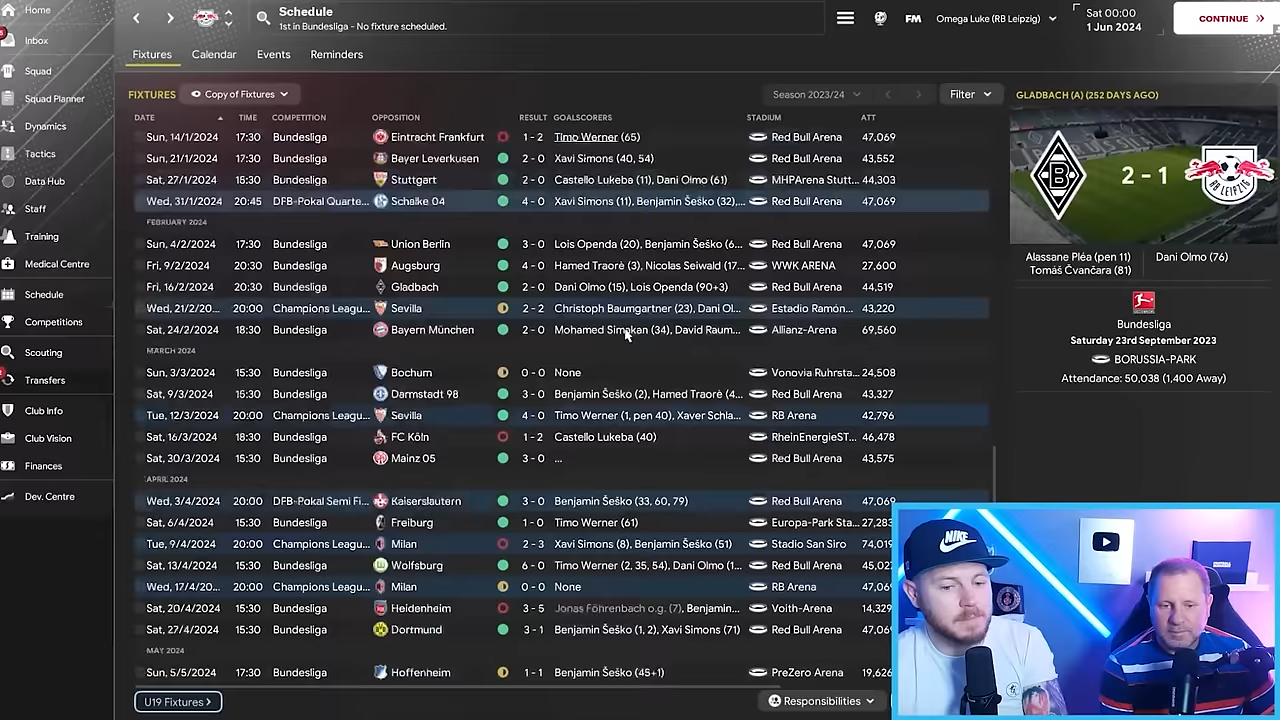 Home
Schedule
1st in Bundesliga - No fixture scheduled.
FM
Omega Luke (RB Leipzig)
Sat 00:00
1 Jun 2024
CONTINUE
Inbox
Squad
Squad Planner
Dynamics
Tactics
Data Hub
Staff
Training
Medical Centre
Schedule
Competitions
Scouting
Transfers
Club Info
Club Vision
Finances
Dev. Centre
Fixtures Calendar Events Reminders
FIXTURES Copy of Fixtures Season 2023/24 Filter
DATE TIME COMPETITION OPPOSITION RESULT GOALSCORERS STADIUM ATT
Sun, 14/1/2024 17:30 Bundesliga Eintracht Frankfurt 1 - 2 Timo Werner (65) Red Bull Arena 47,069
Sun, 21/1/2024 17:30 Bundesliga Bayer Leverkusen 2 - 0 Xavi Simons (40, 54) Red Bull Arena 43,552
Sat, 27/1/2024 15:30 Bundesliga Stuttgart 2 - 0 Castello Lukeba (11), Dani Olmo (61) MHPArena Stutt... 44,303
Wed, 31/1/2024 20:45 DFB-Pokal Quarte... Schalke 04 4 - 0 Xavi Simons (11), Benjamin Šeško (32),... Red Bull Arena 47,069
FEBRUARY 2024
Sun, 4/2/2024 17:30 Bundesliga Union Berlin 3 - 0 Lois Openda (20), Benjamin Šeško (6... Red Bull Arena 47,069
Fri, 9/2/2024 20:30 Bundesliga Augsburg 4 - 0 Hamed Traorè (3), Nicolas Seiwald (17... WWK ARENA 27,600
Fri, 16/2/2024 20:30 Bundesliga Gladbach 2 - 0 Dani Olmo (15), Lois Openda (90+3) Red Bull Arena 44,519
Wed, 21/2/20... 20:00 Champions Leagu... Sevilla 2 - 2 Christoph Baumgartner (23), Dani Ol... Estadio Ramón... 43,220
Sat, 24/2/2024 18:30 Bundesliga Bayern München 2 - 0 Mohamed Simakan (34), David Raum... Allianz-Arena 69,560
MARCH 2024
Sun, 3/3/2024 15:30 Bundesliga Bochum 0 - 0 None Vonovia Ruhrsta... 24,508
Sat, 9/3/2024 15:30 Bundesliga Darmstadt 98 3 - 0 Benjamin Šeško (2), Hamed Traorè (4... Red Bull Arena 43,327
Tue, 12/3/2024 20:00 Champions Leagu... Sevilla 4 - 0 Timo Werner (1, pen 40), Xaver Schla... RB Arena 42,796
Sat, 16/3/2024 18:30 Bundesliga FC Köln 1 - 2 Castello Lukeba (40) RheinEnergieST... 46,478
Sat, 30/3/2024 15:30 Bundesliga Mainz 05 3 - 0 ... Red Bull Arena 43,575
APRIL 2024
Wed, 3/4/2024 20:00 DFB-Pokal Semi Fi... Kaiserslautern 3 - 0 Benjamin Šeško (33, 60, 79) Red Bull Arena 47,069
Sat, 6/4/2024 15:30 Bundesliga Freiburg 1 - 0 Timo Werner (61) Europa-Park Sta... 27,283
Tue, 9/4/2024 20:00 Champions Leagu... Milan 2 - 3 Xavi Simons (8), Benjamin Šeško (51) Stadio San Siro 74,019
Sat, 13/4/2024 15:30 Bundesliga Wolfsburg 6 - 0 Timo Werner (2, 35, 54), Dani Olmo (1... Red Bull Arena 45,02
Wed, 17/4/20... 20:00 Champions Leagu... Milan 0 - 0 None RB Arena 47,06
Sat, 20/4/2024 15:30 Bundesliga Heidenheim 3 - 5 Jonas Föhrenbach o.g. (7), Benjamin... Voith-Arena 14,329
Sat, 27/4/2024 15:30 Bundesliga Dortmund 3 - 1 Benjamin Šeško (1, 2), Xavi Simons (71) Red Bull Arena 47,06
MAY 2024
Sun, 5/5/2024 17:30 Bundesliga Hoffenheim 1 - 1 Benjamin Šeško (45+1) PreZero Arena 19,626
U19 Fixtures >
Responsibilities
GLADBACH (A) (252 DAYS AGO)
2 - 1
Alassane Pléa (pen 11)
Tomáš Čvančara (81)
Dani Olmo (76)
Bundesliga
Saturday 23rd September 2023
BORUSSIA-PARK
Attendance: 50,038 (1,400 Away)
NIKE